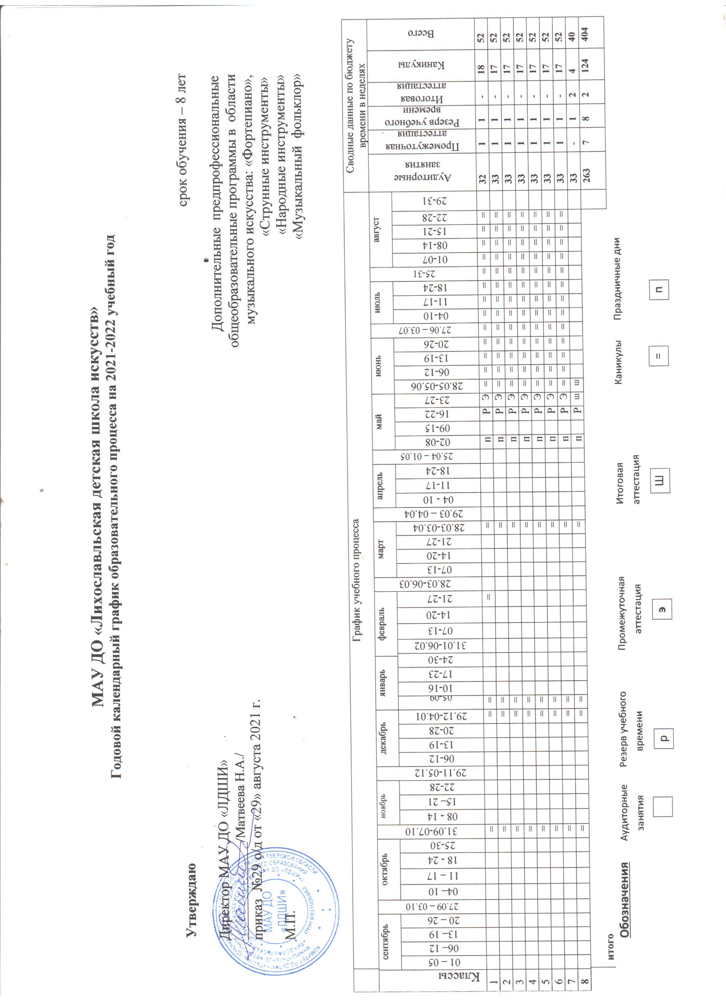 МАУ ДО «Лихославльская детская школа искусств»
Годовой календарный график образовательного процесса на 2021-2022 учебный год
Утверждаю
срок обучения – 8 лет
Директор МАУ ДО «ЛДШИ»
/Матвеева Н.А./
приказ №29 о/д от «29» августа 2021 г.
М.П.
МАУ ДО
«ЛДШИ»
ИНН 6931006662
Дополнительные предпрофессиональные
общеобразовательные программы в области
музыкального искусства: «Фортепиано»,
«Струнные инструменты»
«Народные инструменты»
«Музыкальный фольклор»
График учебного процесса
Сводные данные по бюджету
времени в неделях
Классы
сентябрь 27.09 – 03.10 октябрь 31.09-07.10 ноябрь 29.11-05.12 декабрь январь февраль 28.03-06.03 март 29.03 – 04.04 апрель 25.04 – 01.05 май июнь 27.06 – 03.07 июль 25-31 август
01 – 05 06– 12 13– 19 20 – 26 04– 10 11 – 17 18 - 24 25-30 08 - 14 15– 21 22-28 06-12 13-19 20-28 29.12-04.01 05-09 10-16 17-23 24-30 31.01-06.02 07-13 14-20 21-27 07-13 14-20 21-27 28.03-03.04 04 - 10 11-17 18-24 02-08 09-15 16-22 23-27 28.05-05.06 06-12 13-19 20-26 04-10 11-17 18-24 01-07 08-14 15-21 22-28 29-31
Аудиторные занятия
Промежуточная аттестация
Резерв учебного времени
Итоговая аттестация
Каникулы
Всего
1 = = = = = п Р Э = = = = = = = = = = = = = 32 1 1 - 18 52
2 = = = = п Р Э = = = = = = = = = = = = = 33 1 1 - 17 52
3 = = = = п Р Э = = = = = = = = = = = = = 33 1 1 - 17 52
4 = = = = п Р Э = = = = = = = = = = = = = 33 1 1 - 17 52
5 = = = = п Р Э = = = = = = = = = = = = = 33 1 1 - 17 52
6 = = = = п Р Э = = = = = = = = = = = = = 33 1 1 - 17 52
7 = = = = п Р Э = = = = = = = = = = = = = 33 1 1 - 17 52
8 = = = = п Р ш ш 33 - 1 2 4 40
итого 263 7 8 2 124 404
Обозначения
Аудиторные
занятия
Резерв учебного
времени
р
Промежуточная
аттестация
э
Итоговая
аттестация
Ш
Каникулы
=
Праздничные дни
п